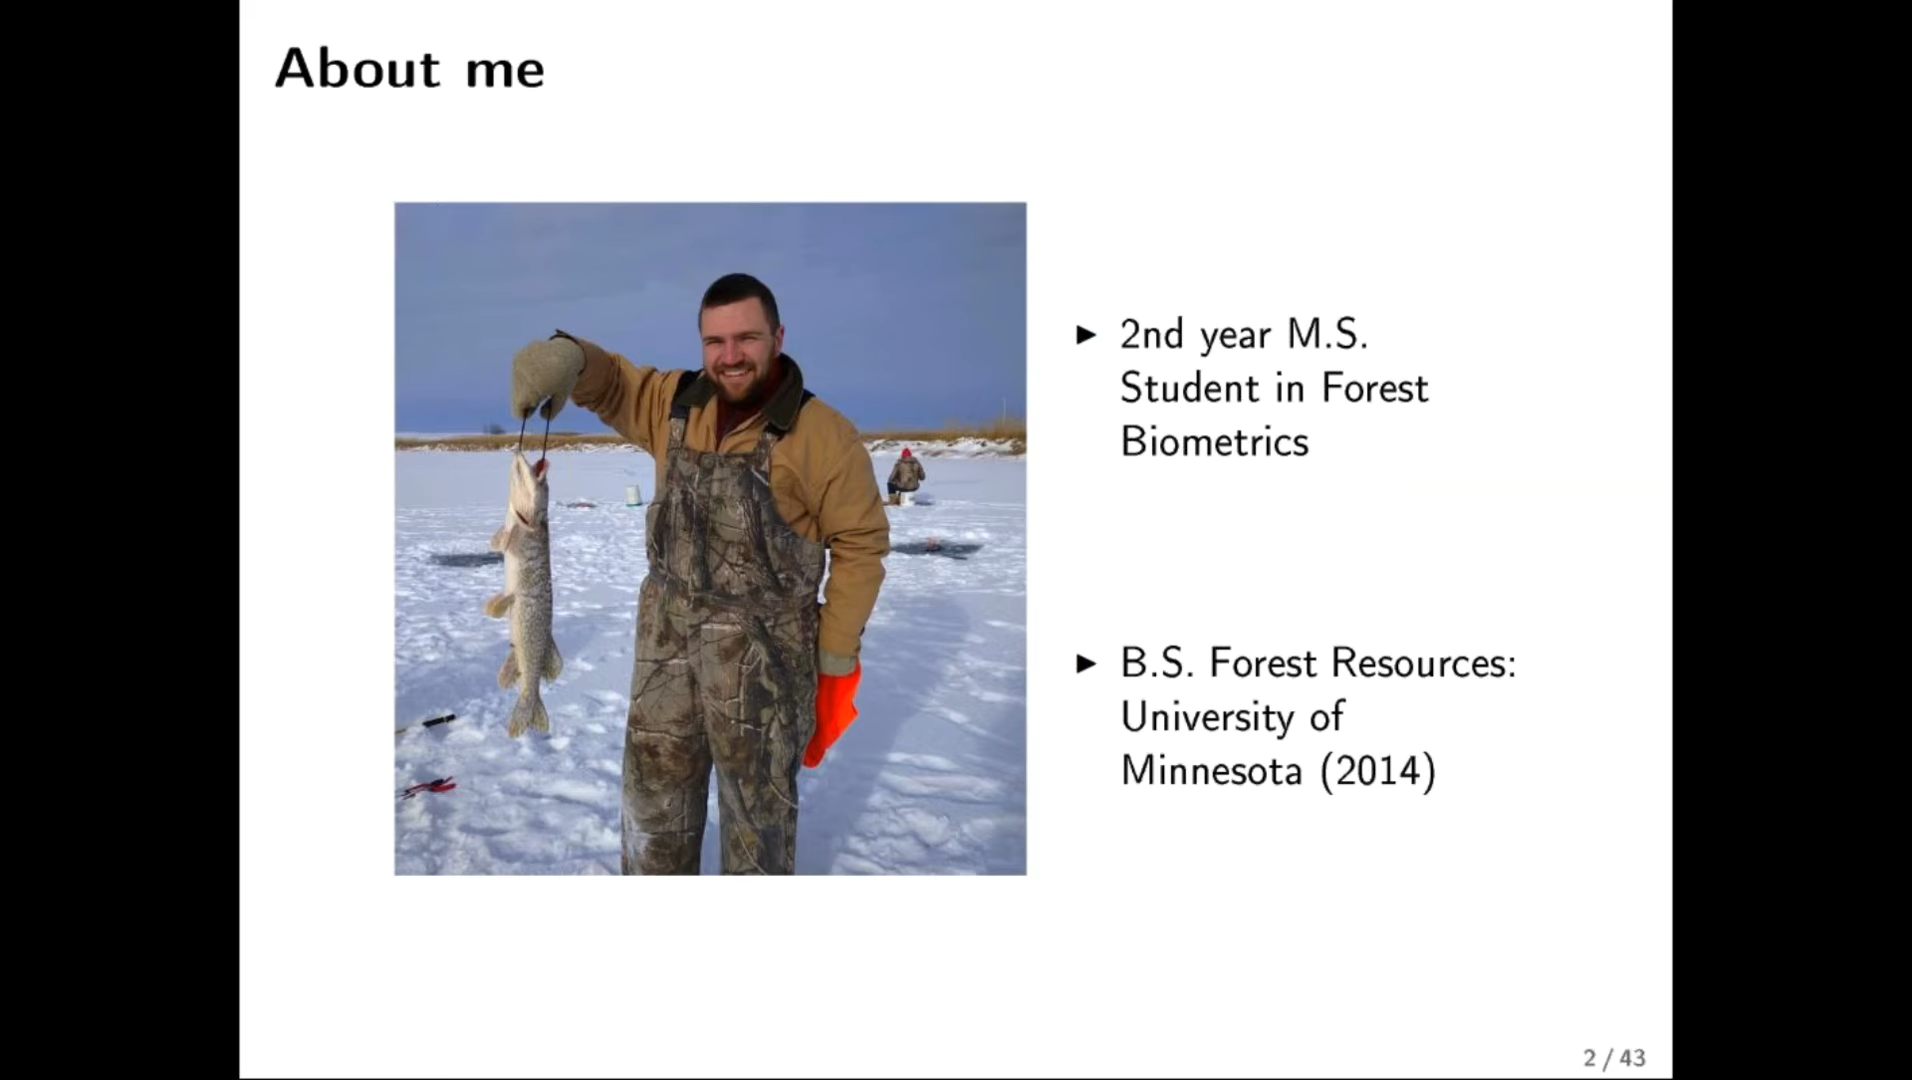 About me
▶ 2nd year M.S.
Student in Forest
Biometrics
▶ B.S. Forest Resources:
University of
Minnesota (2014)
2 / 43